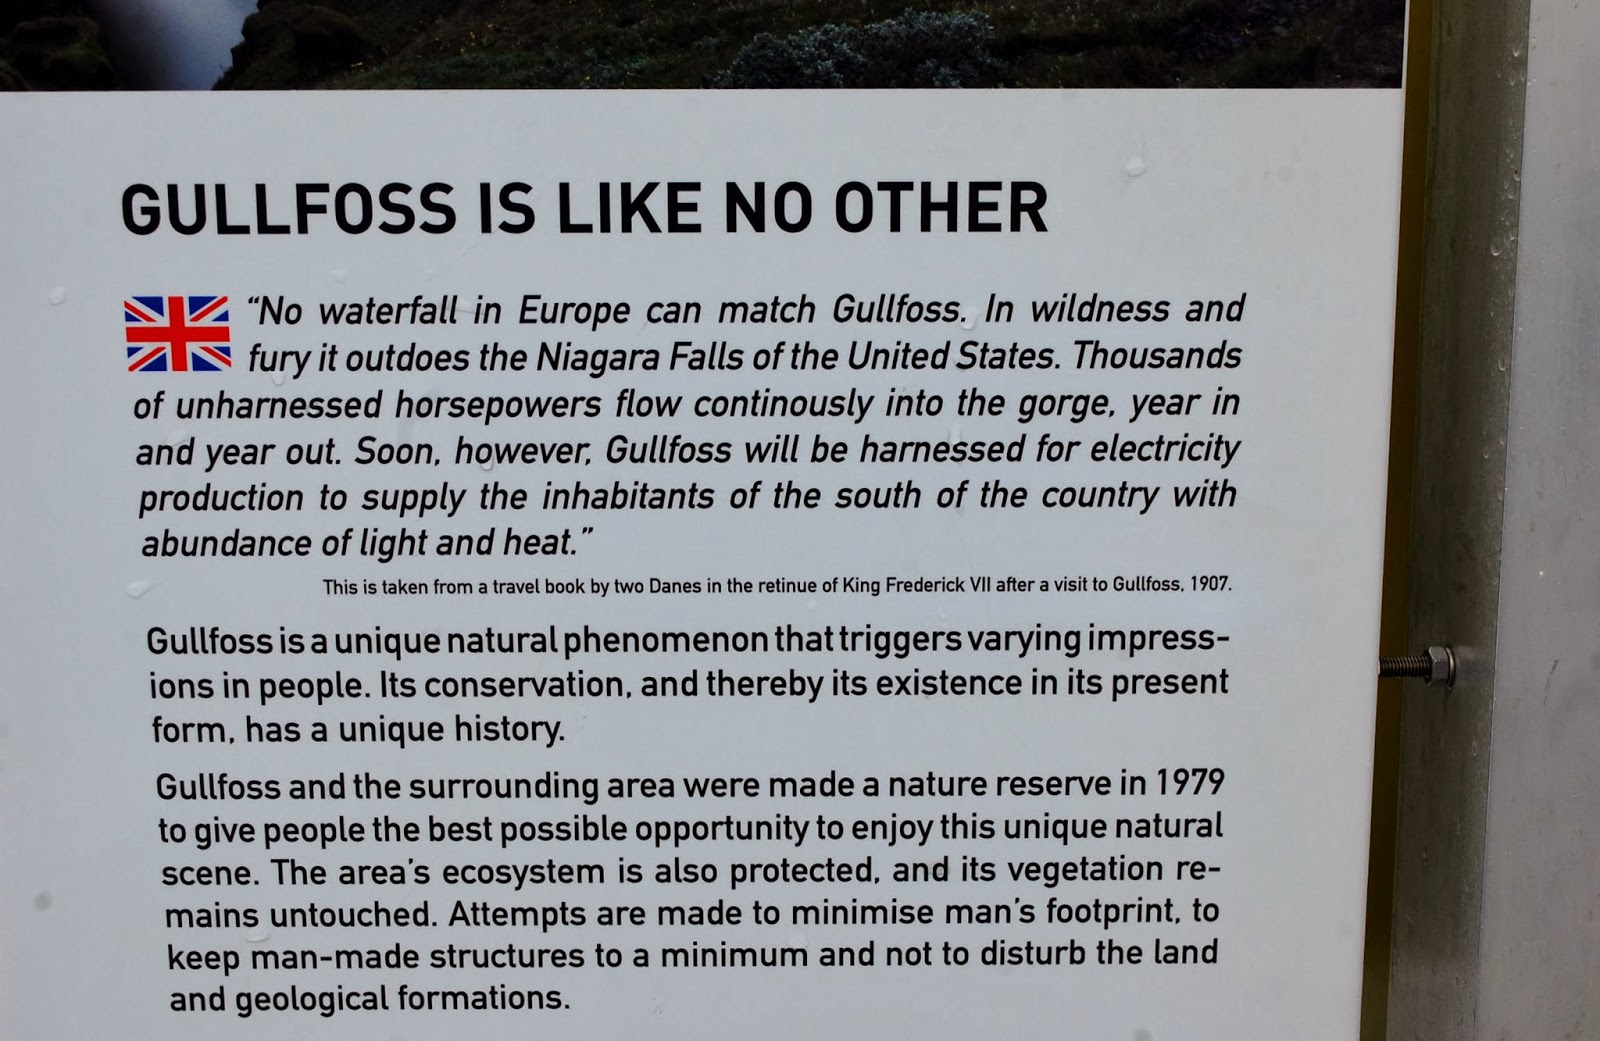 GULLFOSS IS LIKE NO OTHER
“No waterfall in Europe can match Gullfoss. In wildness and
fury it outdoes the Niagara Falls of the United States. Thousands
of unharnessed horsepowers flow continously into the gorge, year in
and year out. Soon, however, Gullfoss will be harnessed for electricity
production to supply the inhabitants of the south of the country with
abundance of light and heat.”
This is taken from a travel book by two Danes in the retinue of King Frederick VII after a visit to Gullfoss, 1907.
Gullfoss is a unique natural phenomenon that triggers varying impress-
ions in people. Its conservation, and thereby its existence in its present
form, has a unique history.
Gullfoss and the surrounding area were made a nature reserve in 1979
to give people the best possible opportunity to enjoy this unique natural
scene. The area’s ecosystem is also protected, and its vegetation re-
mains untouched. Attempts are made to minimise man’s footprint, to
keep man-made structures to a minimum and not to disturb the land
and geological formations.